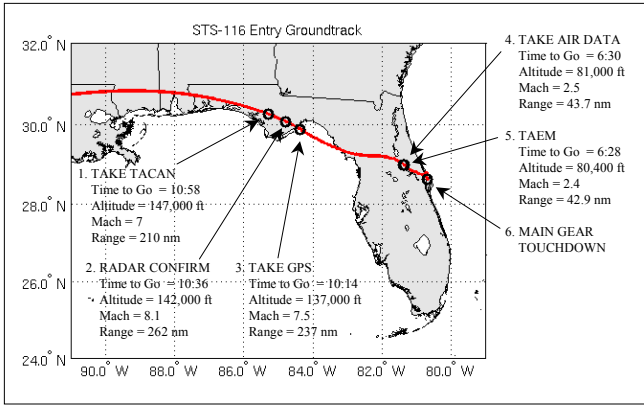 STS-116 Entry Groundtrack
32.0° N
30.0° N
28.0° N
26.0° N
24.0° N
90.0° W
88.0° W
86.0° W
84.0° W
82.0° W
80.0° W
1. TAKE TACAN
Time to Go = 10:58
Altitude = 147,000 ft
Mach = 7
Range = 210 nm
2. RADAR CONFIRM
Time to Go = 10:36
Altitude = 142,000 ft
Mach = 8.1
Range = 262 nm
3. TAKE GPS
Time to Go = 10:14
Altitude = 137,000 ft
Mach = 7.5
Range = 237 nm
4. TAKE AIR DATA
Time to Go = 6:30
Altitude = 81,000 ft
Mach = 2.5
Range = 43.7 nm
5. TAEM
Time to Go = 6:28
Altitude = 80,400 ft
Mach = 2.4
Range = 42.9 nm
6. MAIN GEAR
TOUCHDOWN